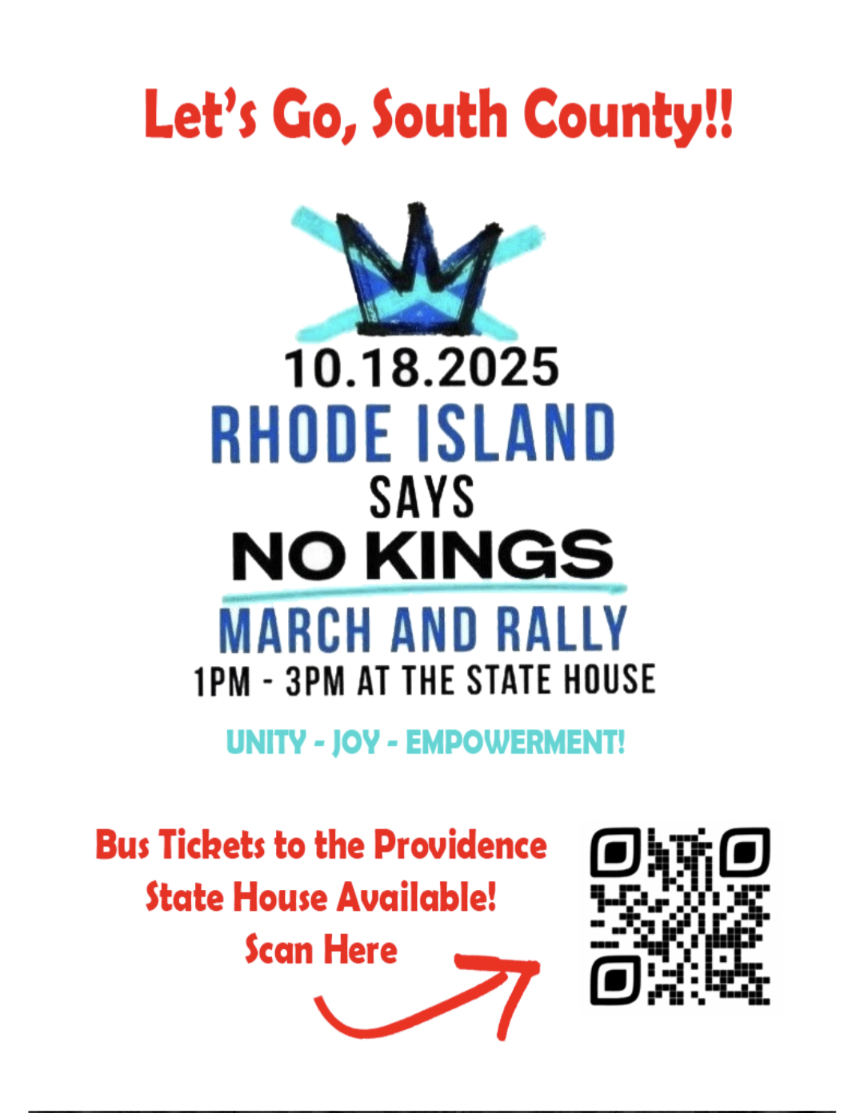 Let's Go, South County!!
10.18.2025
RHODE ISLAND
SAYS
NO KINGS
MARCH AND RALLY
1PM - 3PM AT THE STATE HOUSE
UNITY - JOY - EMPOWERMENT!
Bus Tickets to the Providence
State House Available!
Scan Here